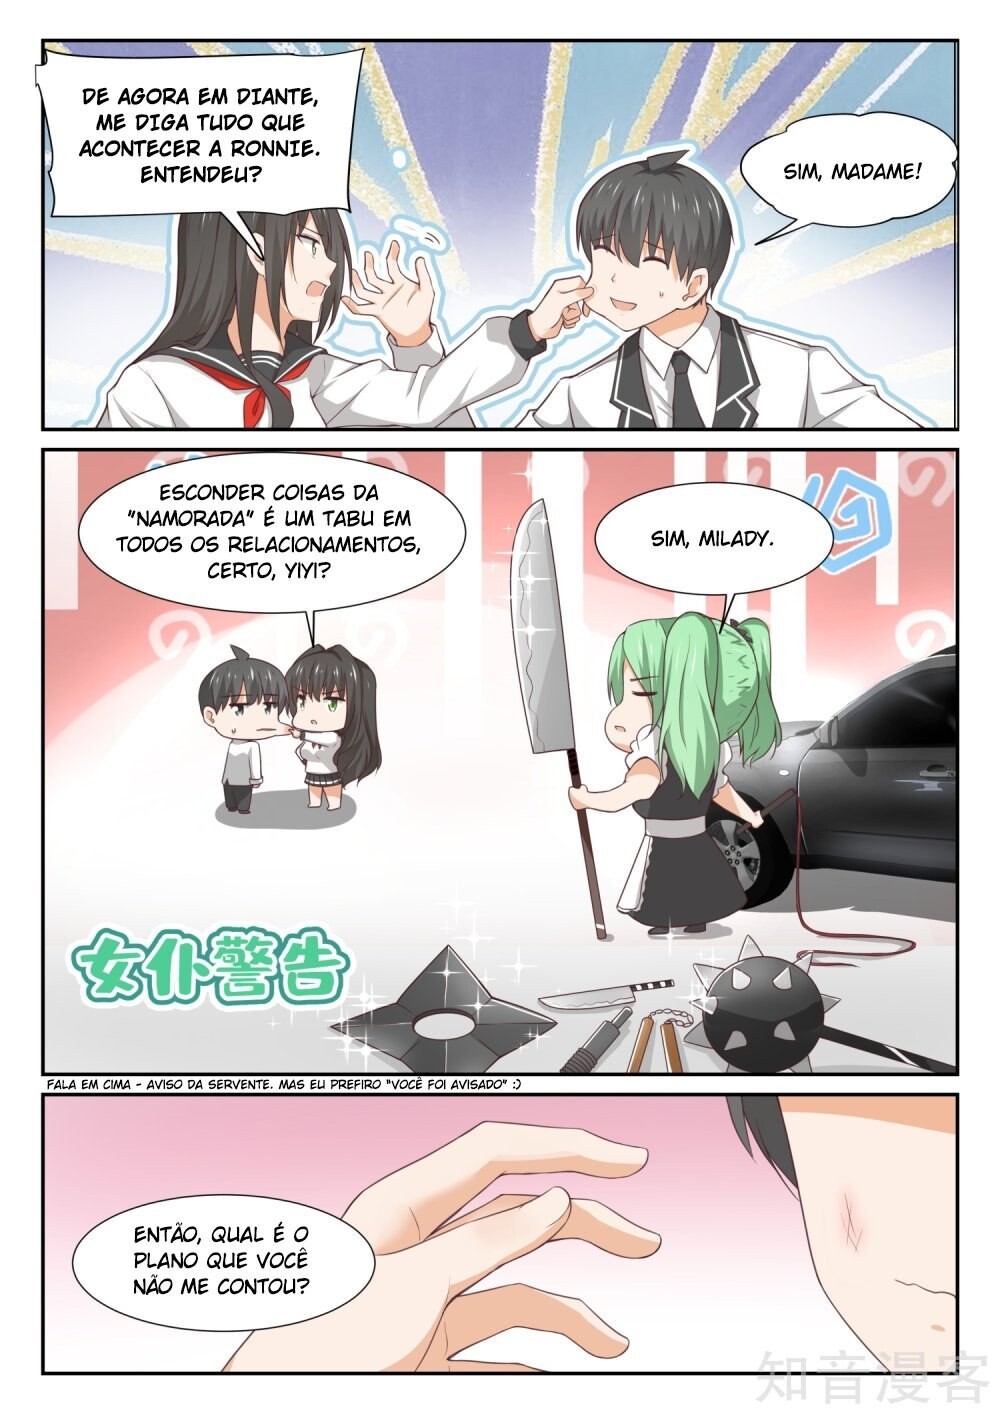 DE AGORA EM DIANTE,
ME DIGA TUDO QUE
ACONTECER A RONNIE.
ENTENDEU?
SIM, MADAME!
ESCONDER COISAS DA
"NAMORADA" É UM TABU EM
TODOS OS RELACIONAMENTOS,
CERTO, YIYI?
SIM, MILADY.
女仆警告
FALA EM CIMA - AVISO DA SERVENTE. MAS EU PREFIRO "VOCÊ FOI AVISADO" :)
ENTÃO, QUAL É O
PLANO QUE VOCÊ
NÃO ME CONTOU?
知音漫客